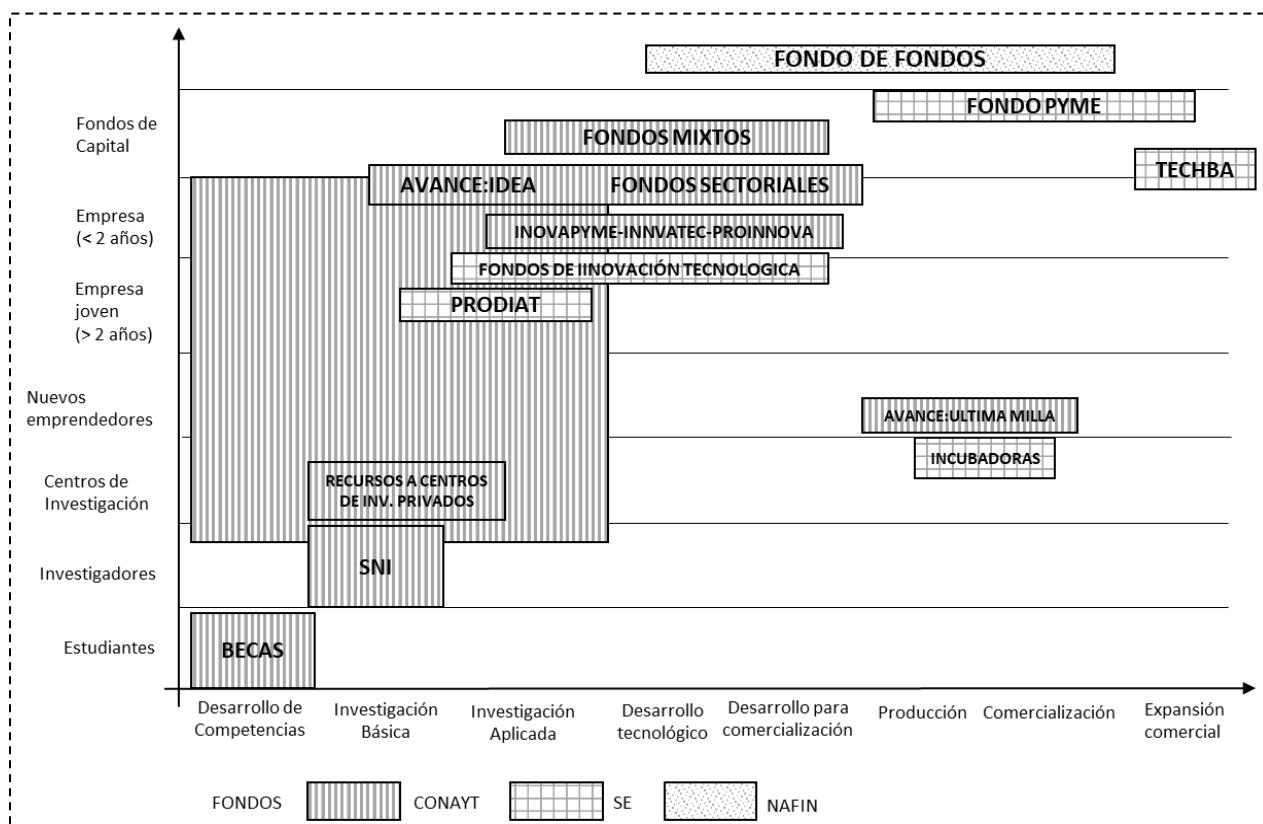 FONDO DE FONDOS
FONDO PYME
Fondos de
Capital
FONDOS MIXTOS
TECHBA
AVANCE:IDEA
FONDOS SECTORIALES
Empresa
(< 2 años)
INOVAPYME-INNVATEC-PROINNOVA
FONDOS DE IINOVACIÓN TECNOLOGICA
Empresa
joven
(> 2 años)
PRODIAT
Nuevos
emprendedores
AVANCE:ULTIMA MILLA
INCUBADORAS
Centros de
Investigación
RECURSOS A CENTROS
DE INV. PRIVADOS
Investigadores
SNI
Estudiantes
BECAS
Desarrollo de
Competencias
Investigación
Básica
Investigación
Aplicada
Desarrollo
tecnológico
Desarrollo para
comercialización
Producción
Comercialización
Expansión
comercial
FONDOS
CONAYT
SE
NAFIN